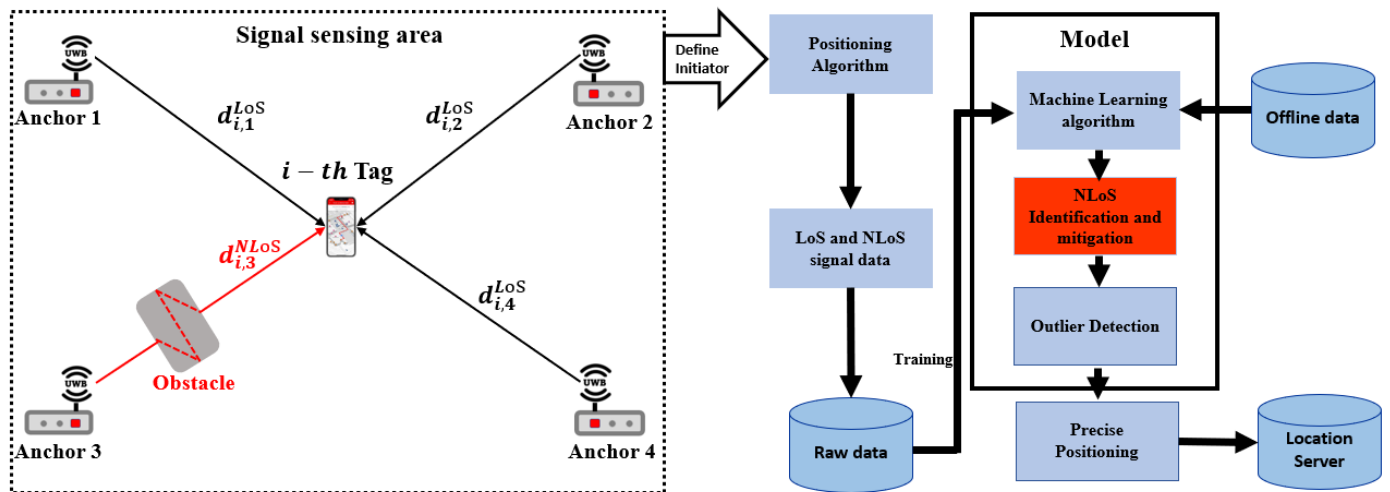 Signal sensing area
UWB
UWB
Anchor 1
Anchor 2
$d_{i,1}^{LoS}$
$d_{i,2}^{LoS}$
$i-th$ Tag
$d_{i,3}^{NLoS}$
$d_{i,4}^{LoS}$
Obstacle
UWB
UWB
Anchor 3
Anchor 4
Define
Initiator
Positioning
Algorithm
LoS and NLoS
signal data
Raw data
Training
Model
Machine Learning
algorithm
Offline data
NLoS
Identification and
mitigation
Outlier Detection
Precise
Positioning
Location
Server